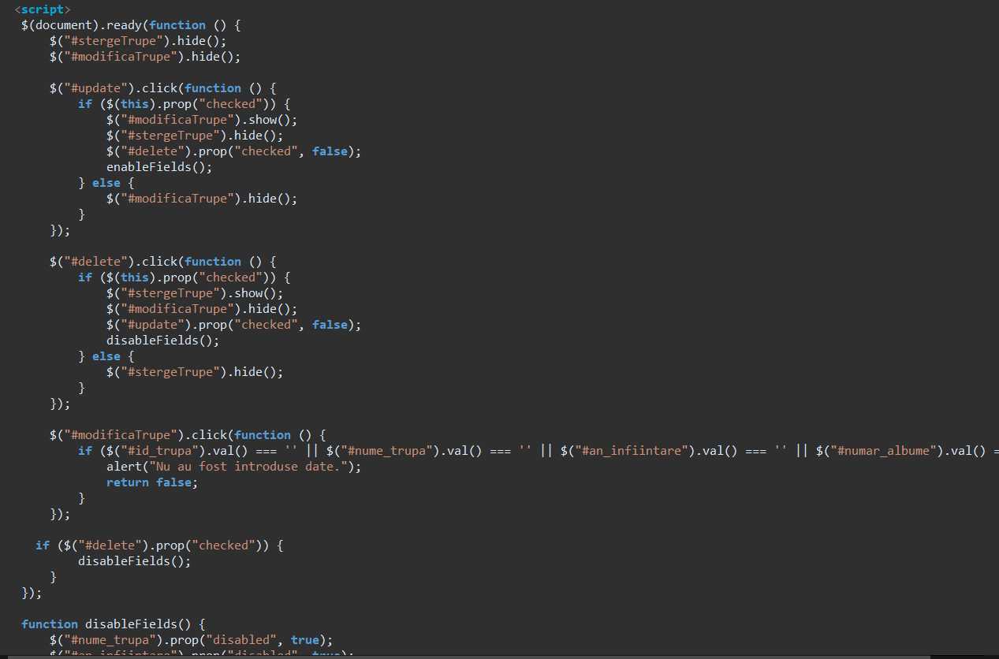 <script>
$(document).ready(function () {
$("#stergeTrupe").hide();
$("#modificaTrupe").hide();
$("#update").click(function () {
if ($(this).prop("checked")) {
$("#modificaTrupe").show();
$("#stergeTrupe").hide();
$("#delete").prop("checked", false);
enableFields();
} else {
$("#modificaTrupe").hide();
}
});
$("#delete").click(function () {
if ($(this).prop("checked")) {
$("#stergeTrupe").show();
$("#modificaTrupe").hide();
$("#update").prop("checked", false);
disableFields();
} else {
$("#stergeTrupe").hide();
}
});
$("#modificaTrupe").click(function () {
if ($("#id_trupa").val() === '' || $("#nume_trupa").val() === '' || $("#an_infiintare").val() === '' || $("#numar_albume").val() =
alert("Nu au fost introduse date.");
return false;
}
});
if ($("#delete").prop("checked")) {
disableFields();
}
});
function disableFields() {
$("#nume_trupa").prop("disabled", true);
$("#an_infiintare").prop("disabled", true);